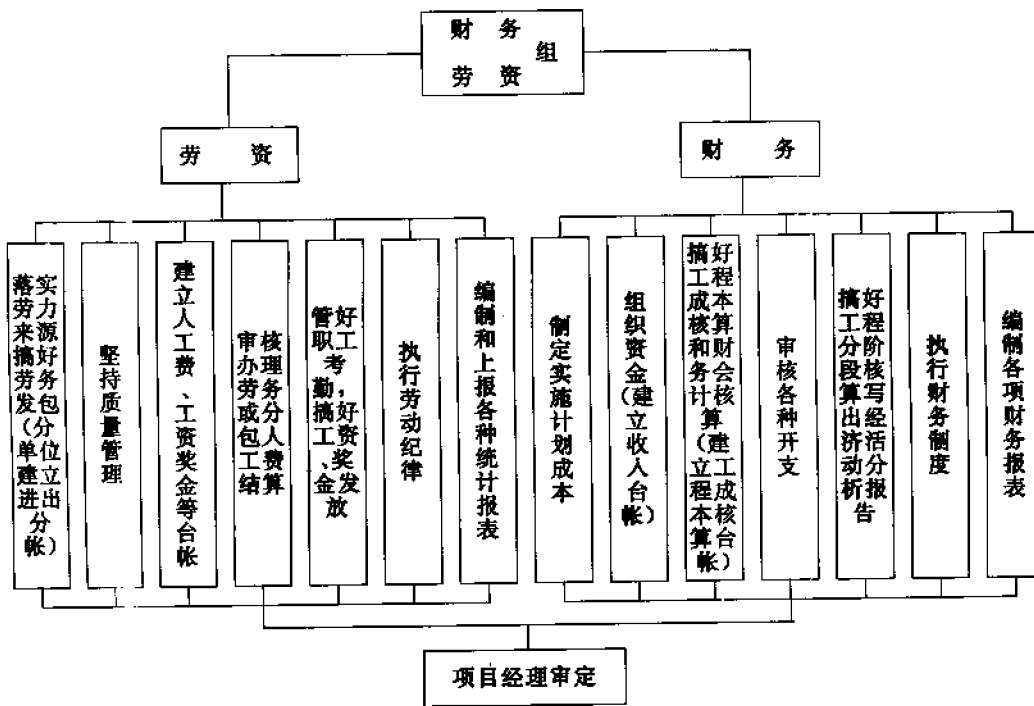 财务
劳资
组
劳资
财务
落实劳力来源搞好劳务发包(分单位建立进出分帐)
坚持质量管理
建立人工费、工资奖金等台帐
审核办理劳务或分包人工费结算
管好职工考勤,搞好工资、奖金发放
执行劳动纪律
编制和上报各种统计报表
制定实施计划成本
组织资金(建立收入台帐)
搞好工程成本核算和财务会计核算(建立工程成本核算台帐)
审核各种开支
搞好工程分阶段核算写出经济活动分析报告
执行财务制度
编制各项财务报表
项目经理审定